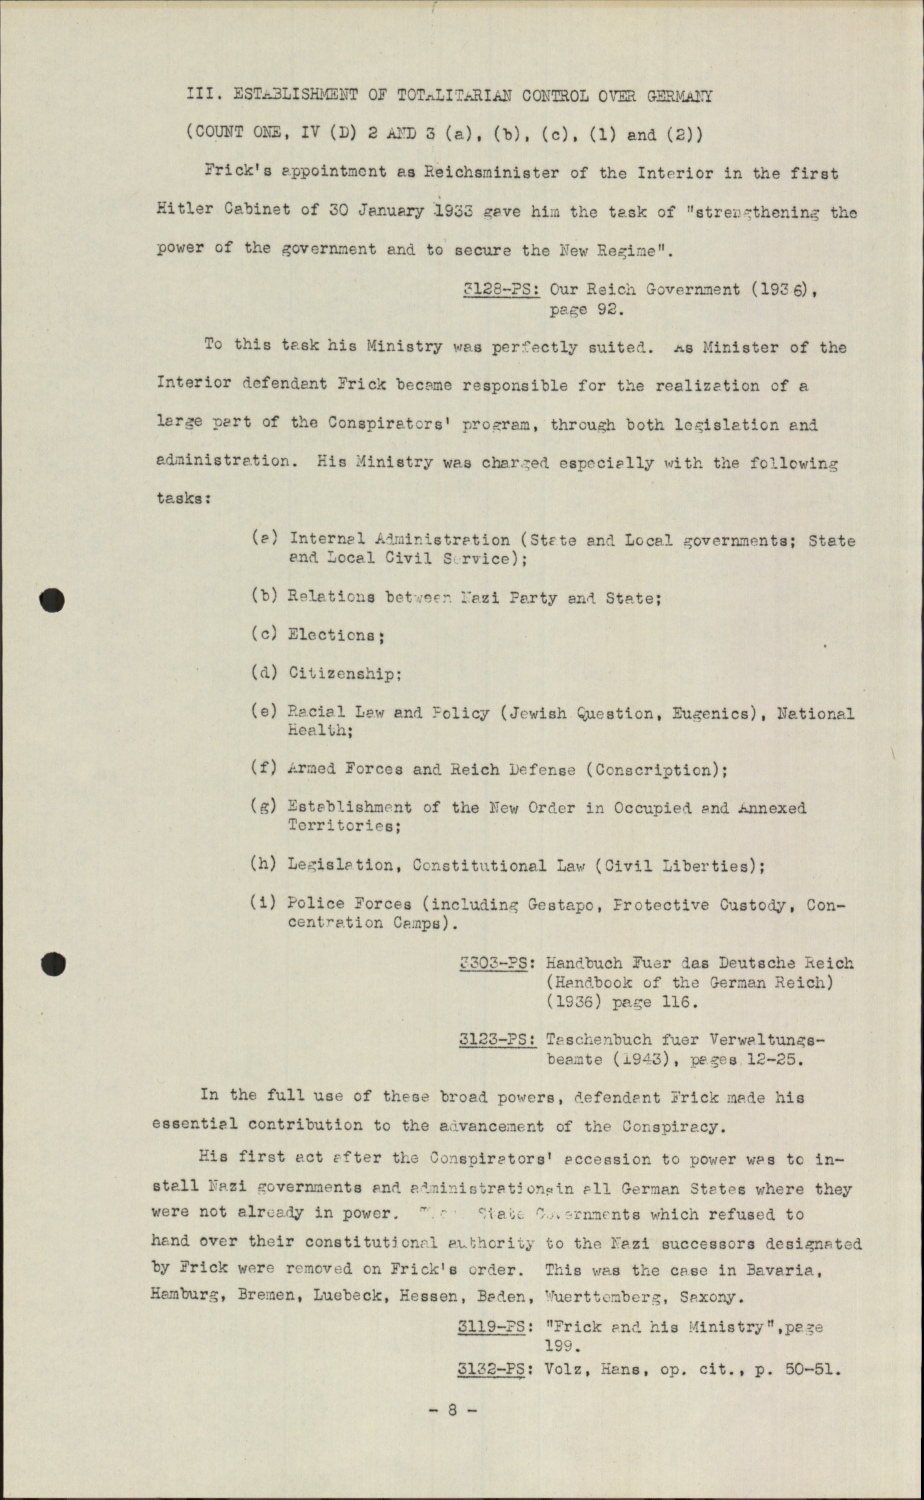 III. ESTABLISHMENT OF TOTALITARIAN CONTROL OVER GERMANY
(COUNT ONE, IV (D) 2 AND 3 (a), (b), (c), (1) and (2))
Frick's appointment as Reichsminister of the Interior in the first
Hitler Cabinet of 30 January 1933 gave him the task of "strengthening the
power of the government and to secure the New Regime".
3128-PS: Our Reich Government (1936),
page 92.
To this task his Ministry was perfectly suited. As Minister of the
Interior defendant Frick became responsible for the realization of a
large part of the Conspirators' program, through both legislation and
administration. His Ministry was charged especially with the following
tasks:
(a) Internal Administration (State and Local governments; State
and Local Civil Service);
(b) Relations between Nazi Party and State;
(c) Elections;
(d) Citizenship;
(e) Racial Law and Policy (Jewish Question, Eugenics), National
Health;
(f) Armed Forces and Reich Defense (Conscription);
(g) Establishment of the New Order in Occupied and Annexed
Territories;
(h) Legislation, Constitutional Law (Civil Liberties);
(i) Police Forces (including Gestapo, Protective Custody, Con-
centration Camps).
3303-PS: Handbuch Fuer das Deutsche Reich
(Handbook of the German Reich)
(1936) page 116.
3123-PS: Taschenbuch fuer Verwaltungs-
beamte (1943), pages 12-25.
In the full use of these broad powers, defendant Frick made his
essential contribution to the advancement of the Conspiracy.
His first act after the Conspirators' accession to power was to in-
stall Nazi governments and administrationsin all German States where they
were not already in power. State Governments which refused to
hand over their constitutional authority to the Nazi successors designated
by Frick were removed on Frick's order. This was the case in Bavaria,
Hamburg, Bremen, Luebeck, Hessen, Baden, Wuerttemberg, Saxony.
3119-PS: "Frick and his Ministry",page
199.
3132-PS: Volz, Hans, op. cit., p. 50-51.
- 8 -